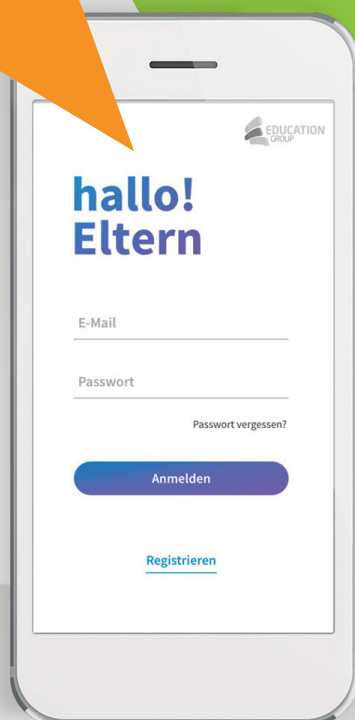 EDUCATION
GROUP
hallo!
Eltern
E-Mail
Passwort
Passwort vergessen?
Anmelden
Registrieren